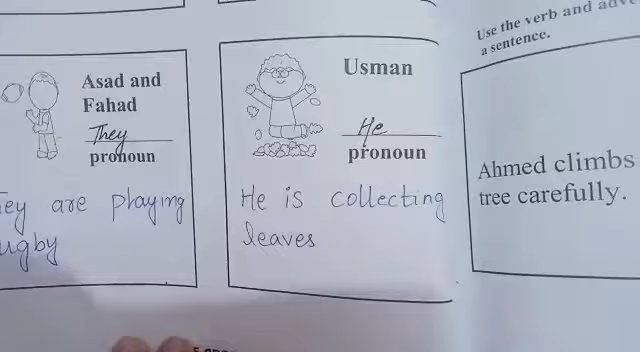 Use the verb and adve
a sentence.
Asad and
Fahad
They
pronoun
ey are playing
ugby
Usman
He
pronoun
He is collecting
leaves
Ahmed climbs
tree carefully.